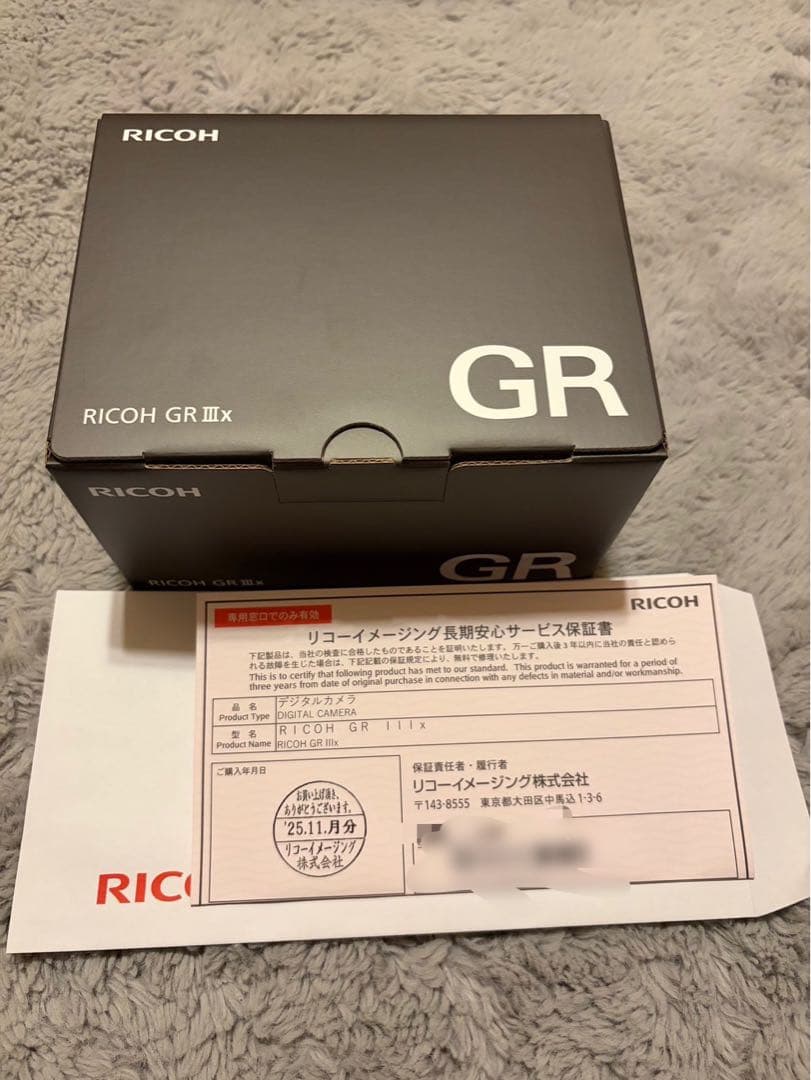 RICOH
GR
RICOH GR IIIx
RICOH
GR
RICOH GR IIIx
RICOH
専用窓口でのみ有効
リコーイメージング長期安心サービス保証書
下記製品は、当社の検査に合格したものであることを証明いたします。万一ご購入後3年以内に当社の責任と認めら
れる故障を生じた場合は、下記記載の保証規定により、無料で修理いたします。
This is to certify that following product has met to our standard. This product is warranted for a period of
three years from date of original purchase in connection with any defects in material and/or workmanship.
品 名 デジタルカメラ
Product Type DIGITAL CAMERA
型 名 RICOH GR IIIx
Product Name RICOH GR IIIx
ご購入年月日
お買い上げ頂き、
ありがとうございます。
'25.11.月分
リコーイメージング
株式会社
保証責任者・履行者
リコーイメージング株式会社
〒143-8555 東京都大田区中馬込1-3-6
RIC